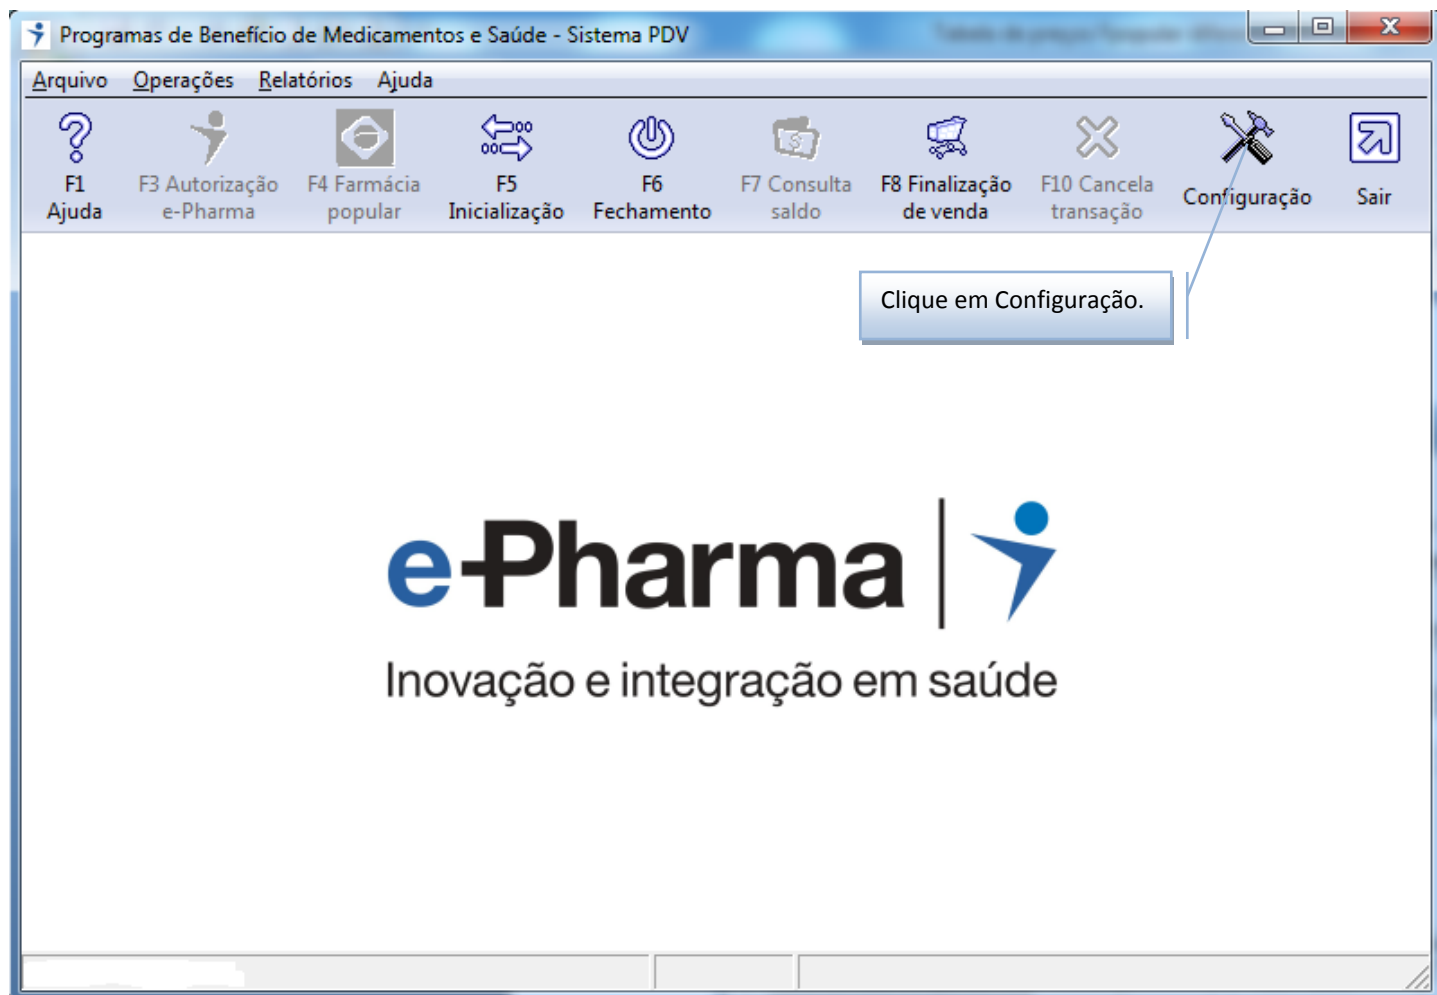 Programas de Benefício de Medicamentos e Saúde - Sistema PDV
Arquivo Operações Relatórios Ajuda
F1 Ajuda
F3 Autorização e-Pharma
F4 Farmácia popular
F5 Inicialização
F6 Fechamento
F7 Consulta saldo
F8 Finalização de venda
F10 Cancela transação
Configuração
Sair
Clique em Configuração.
e-Pharma
Inovação e integração em saúde